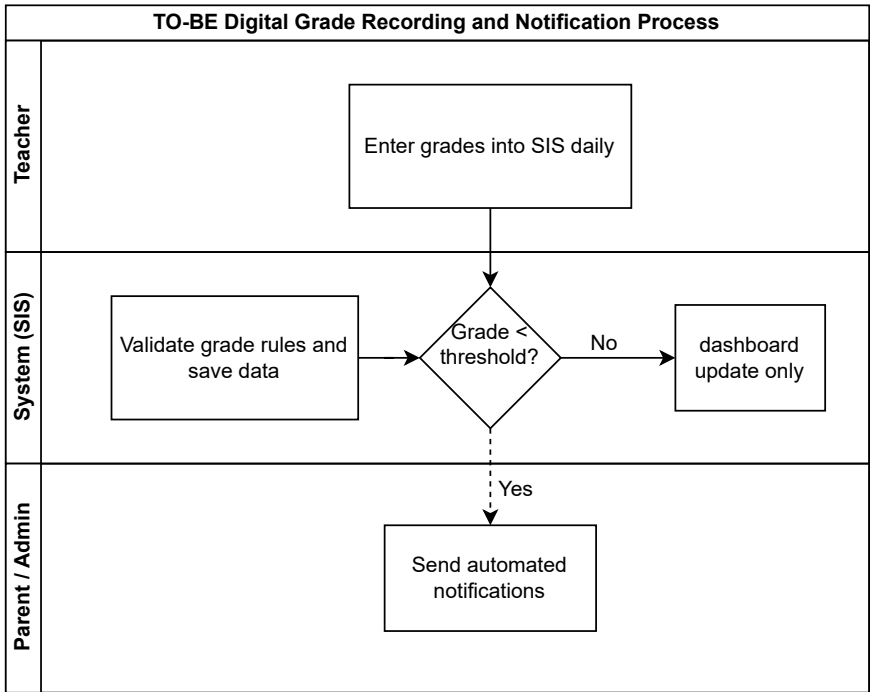 TO-BE Digital Grade Recording and Notification Process
Teacher
Enter grades into SIS daily
System (SIS)
Validate grade rules and
save data
Grade <
threshold?
No
dashboard
update only
Yes
Parent / Admin
Send automated
notifications